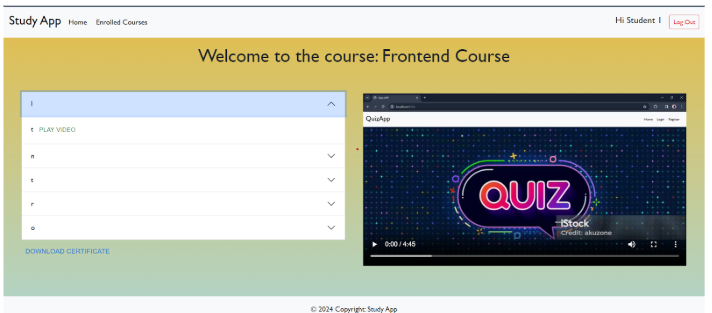 Study App Home Enrolled Courses Hi Student 1 Log Out
Welcome to the course: Frontend Course
I
t PLAY VIDEO
n
t
r
o
DOWNLOAD CERTIFICATE
QuizApp Home Login Register
QUIZ
iStock
Credit: akuzone
0:00 / 4:45
© 2024 Copyright: Study App